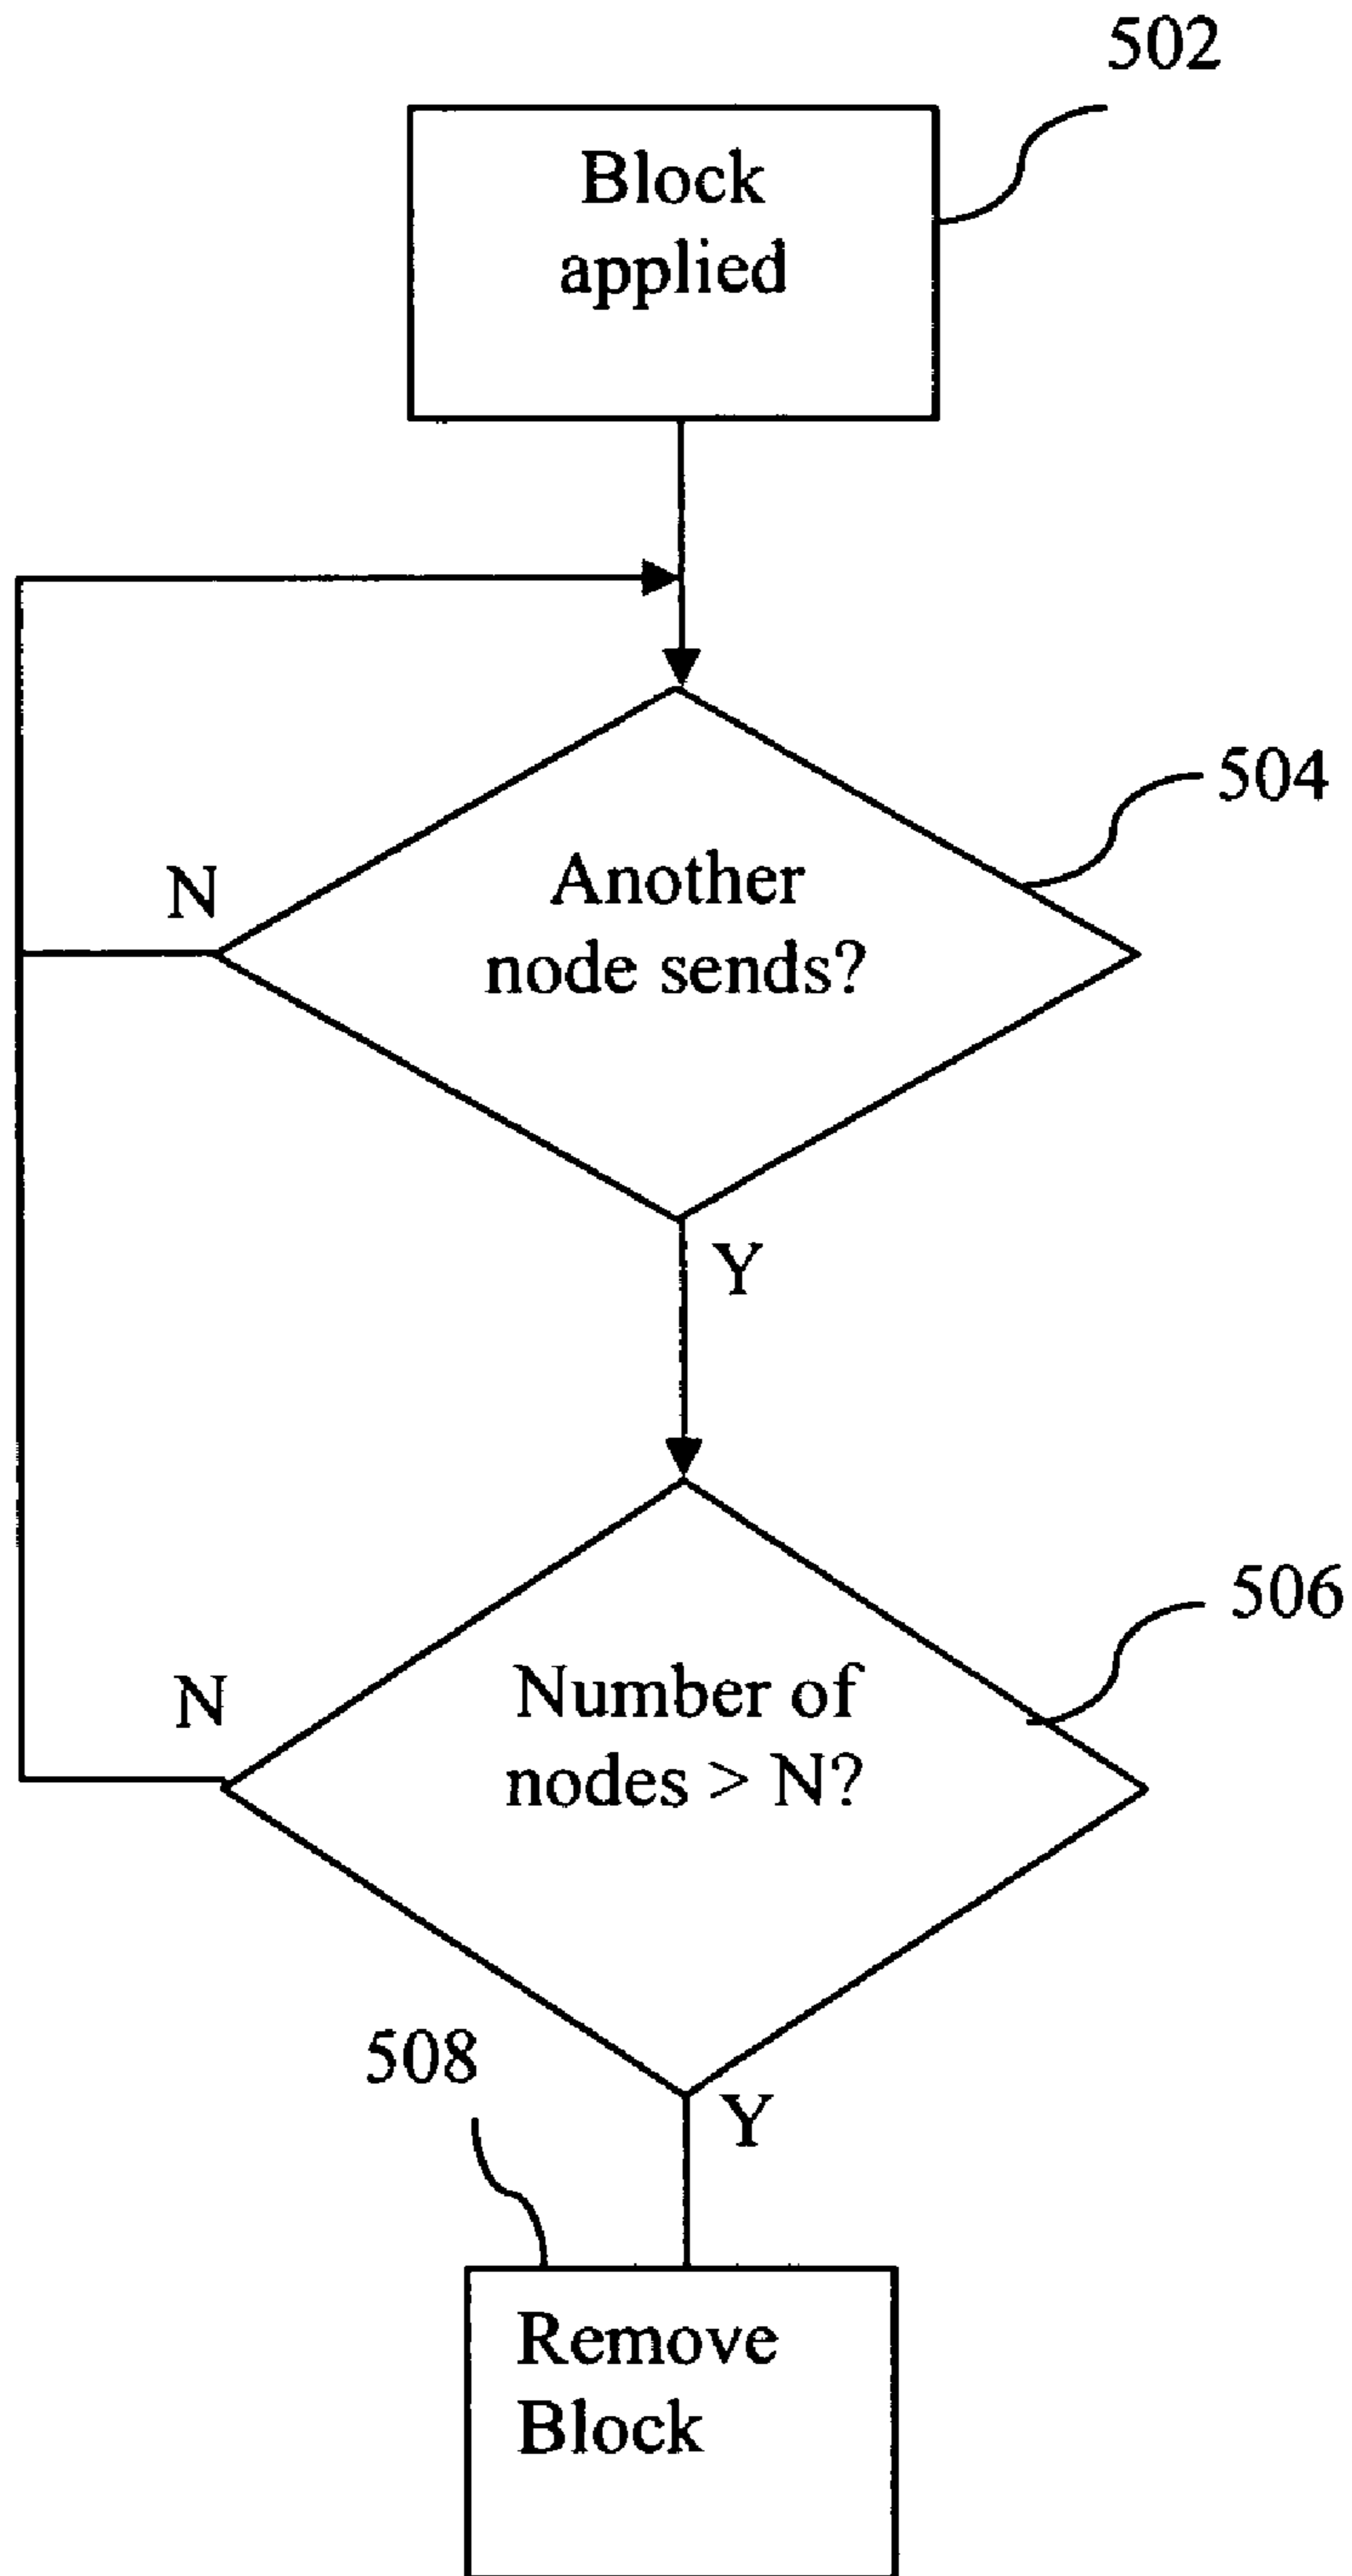 502
Block
applied
504
N
Another
node sends?
Y
506
N
Number of
nodes > N?
508
Y
Remove
Block